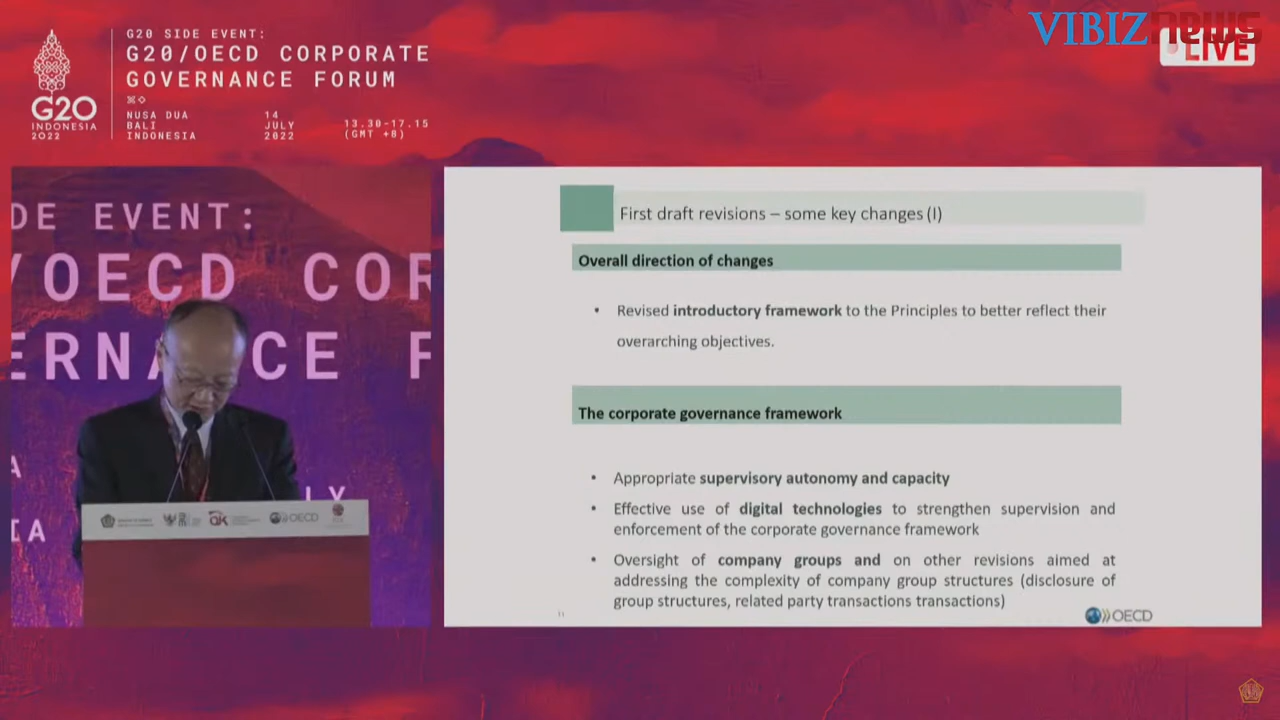 G20 SIDE EVENT:
G20/OECD CORPORATE
GOVERNANCE FORUM
G20
INDONESIA
2022
NUSA DUA
BALI
INDONESIA
14
JULY
2022
13.30-17.15
(GMT +8)
VIBIZnews
LIVE
DE EVENT:
/OECD COR
ERNANCE F
LY
A
IA
OECD
First draft revisions – some key changes (I)
Overall direction of changes
• Revised introductory framework to the Principles to better reflect their
overarching objectives.
The corporate governance framework
• Appropriate supervisory autonomy and capacity
• Effective use of digital technologies to strengthen supervision and
enforcement of the corporate governance framework
• Oversight of company groups and on other revisions aimed at
addressing the complexity of company group structures (disclosure of
group structures, related party transactions transactions)
OECD